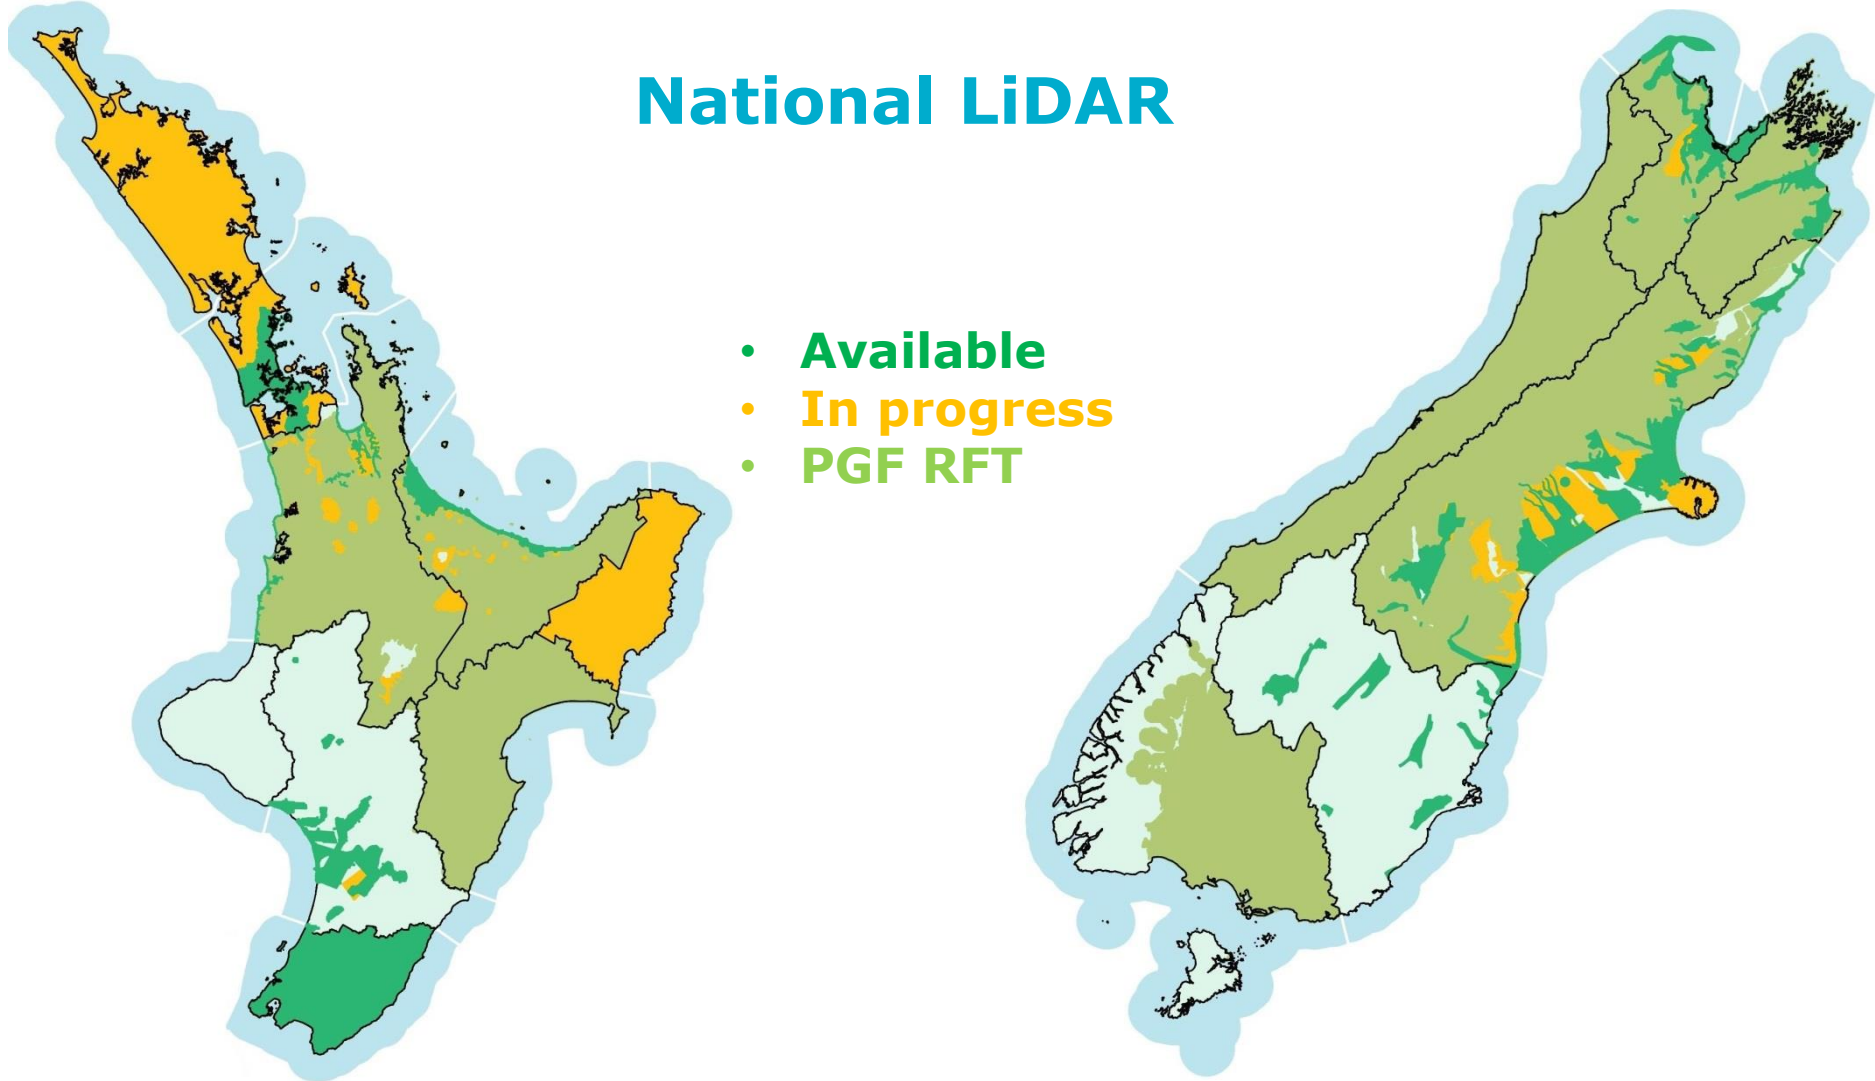 National LiDAR
• Available
• In progress
• PGF RFT